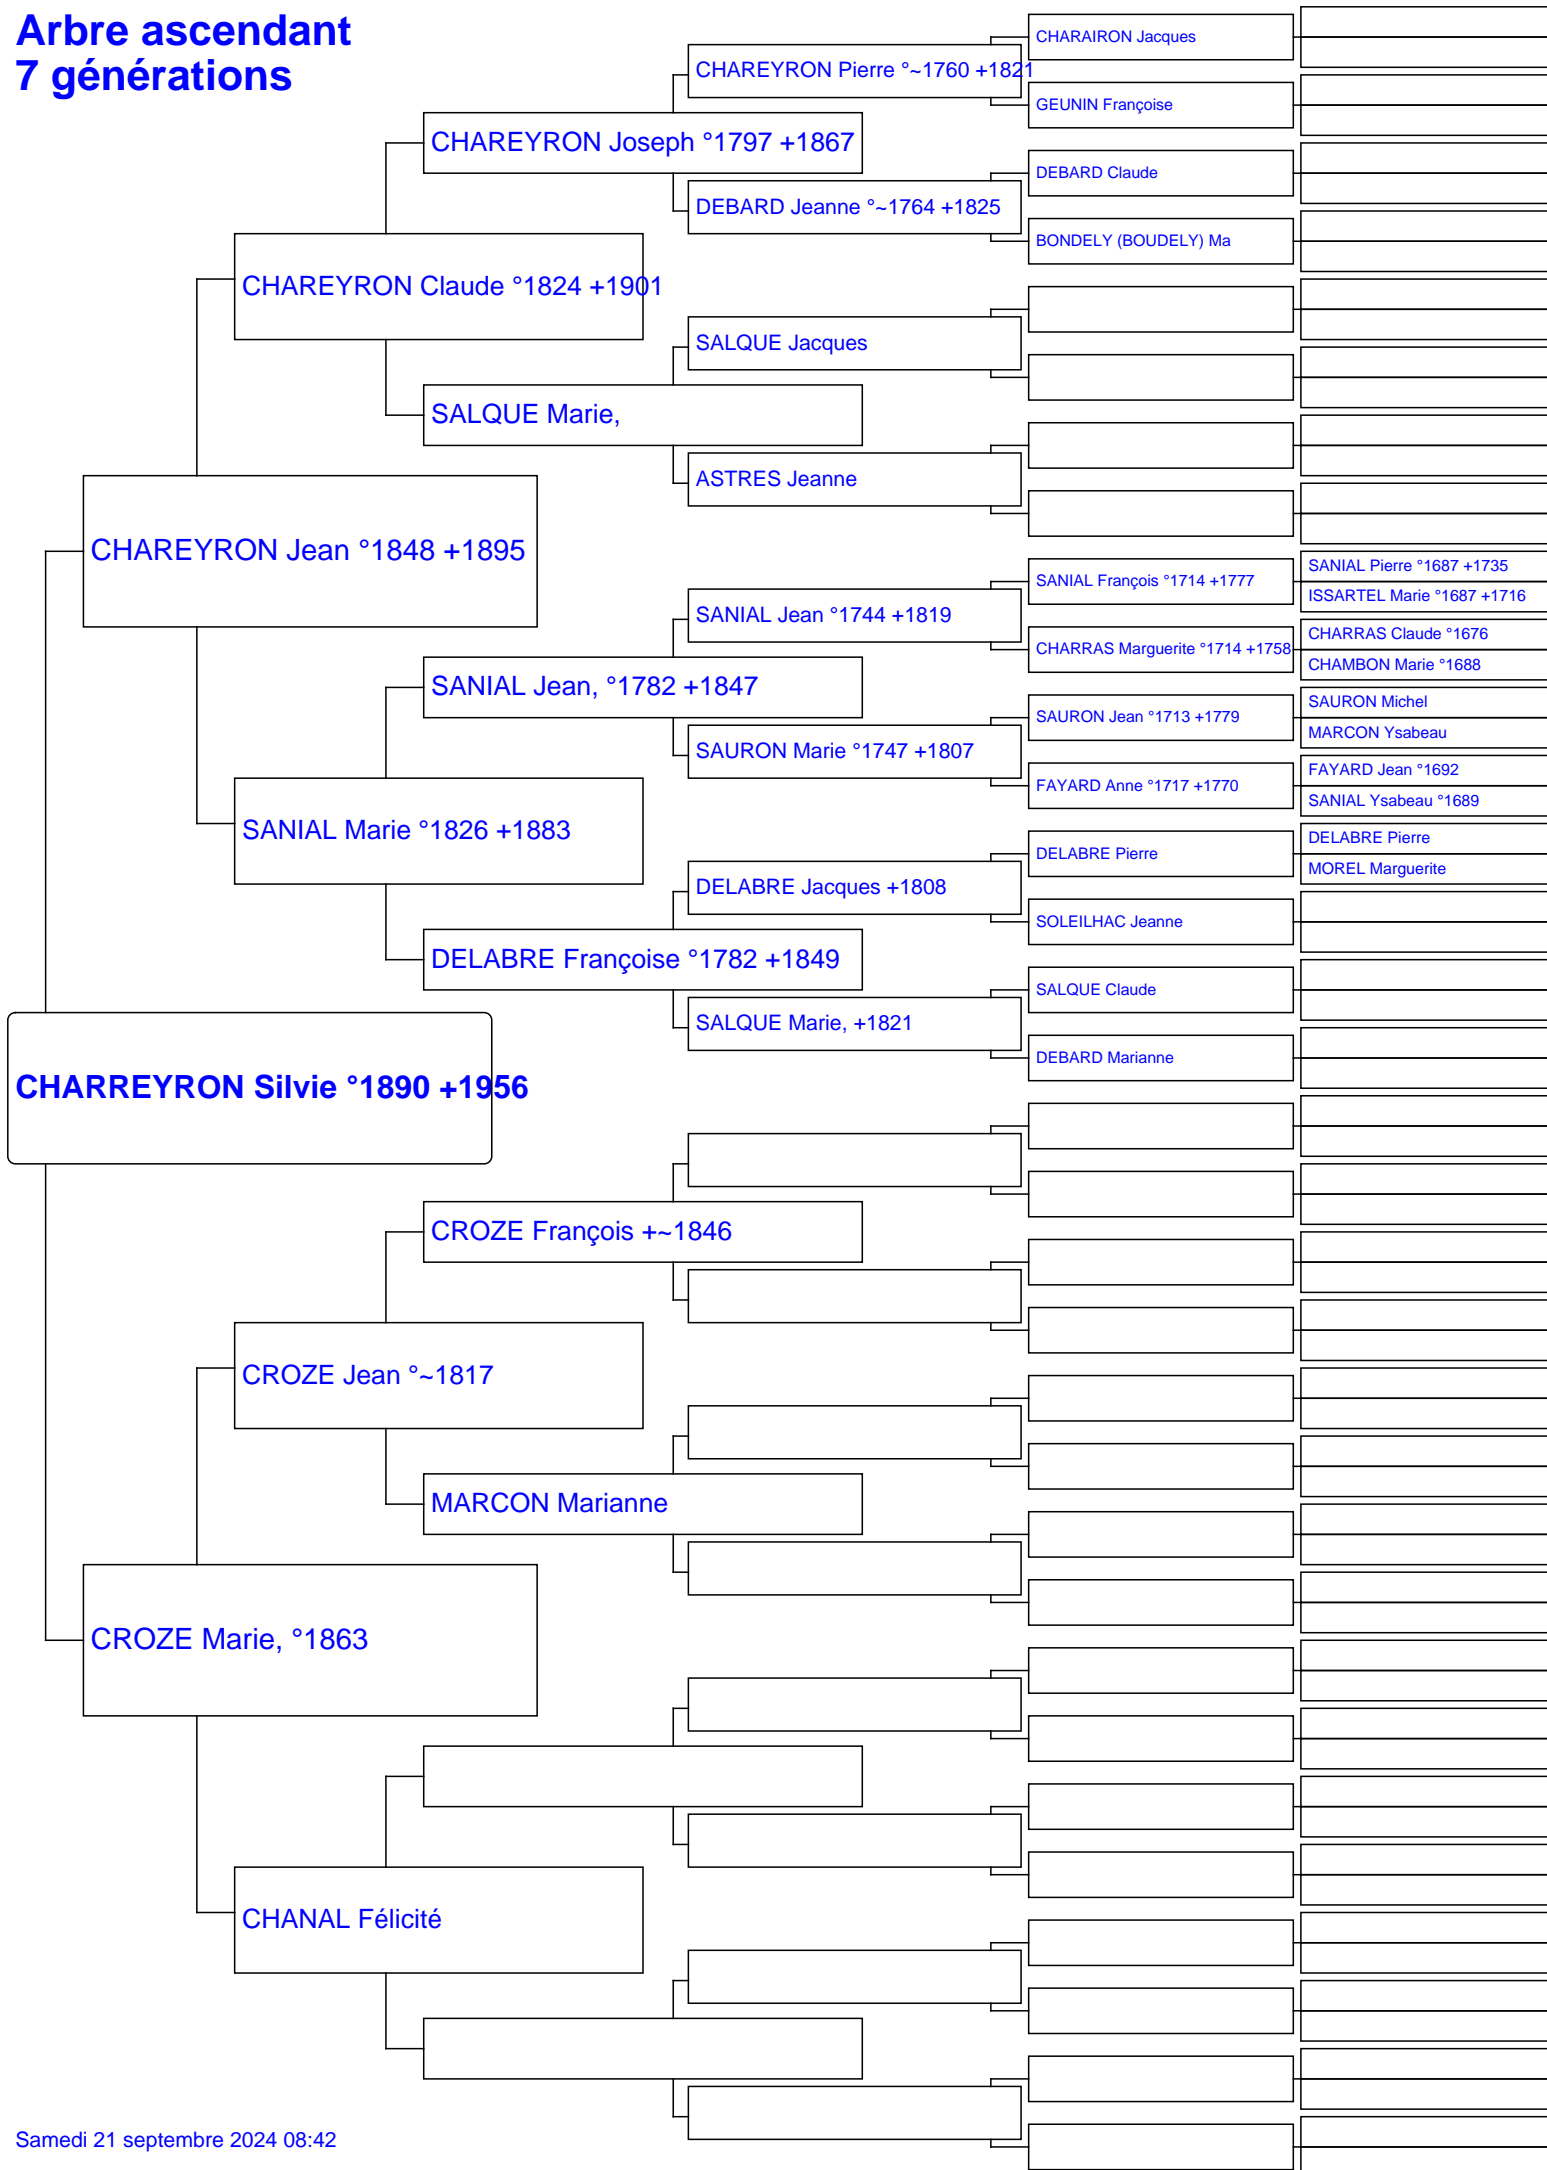 Arbre ascendant
7 générations
CHARREYRON Silvie °1890 +1956
CHAREYRON Jean °1848 +1895
CROZE Marie, °1863
CHAREYRON Claude °1824 +1901
SANIAL Marie °1826 +1883
CROZE Jean °~1817
CHANAL Félicité
CHAREYRON Joseph °1797 +1867
SALQUE Marie,
SANIAL Jean, °1782 +1847
DELABRE Françoise °1782 +1849
CROZE François +~1846
MARCON Marianne
CHAREYRON Pierre °~1760 +1821
DEBARD Jeanne °~1764 +1825
SALQUE Jacques
ASTRES Jeanne
SANIAL Jean °1744 +1819
SAURON Marie °1747 +1807
DELABRE Jacques +1808
SALQUE Marie, +1821
CHARAIRON Jacques
GEUNIN Françoise
DEBARD Claude
BONDELY (BOUDELY) Ma
SANIAL François °1714 +1777
CHARRAS Marguerite °1714 +1758
SAURON Jean °1713 +1779
FAYARD Anne °1717 +1770
DELABRE Pierre
SOLEILHAC Jeanne
SALQUE Claude
DEBARD Marianne
SANIAL Pierre °1687 +1735
ISSARTEL Marie °1687 +1716
CHARRAS Claude °1676
CHAMBON Marie °1688
SAURON Michel
MARCON Ysabeau
FAYARD Jean °1692
SANIAL Ysabeau °1689
DELABRE Pierre
MOREL Marguerite
Samedi 21 septembre 2024 08:42